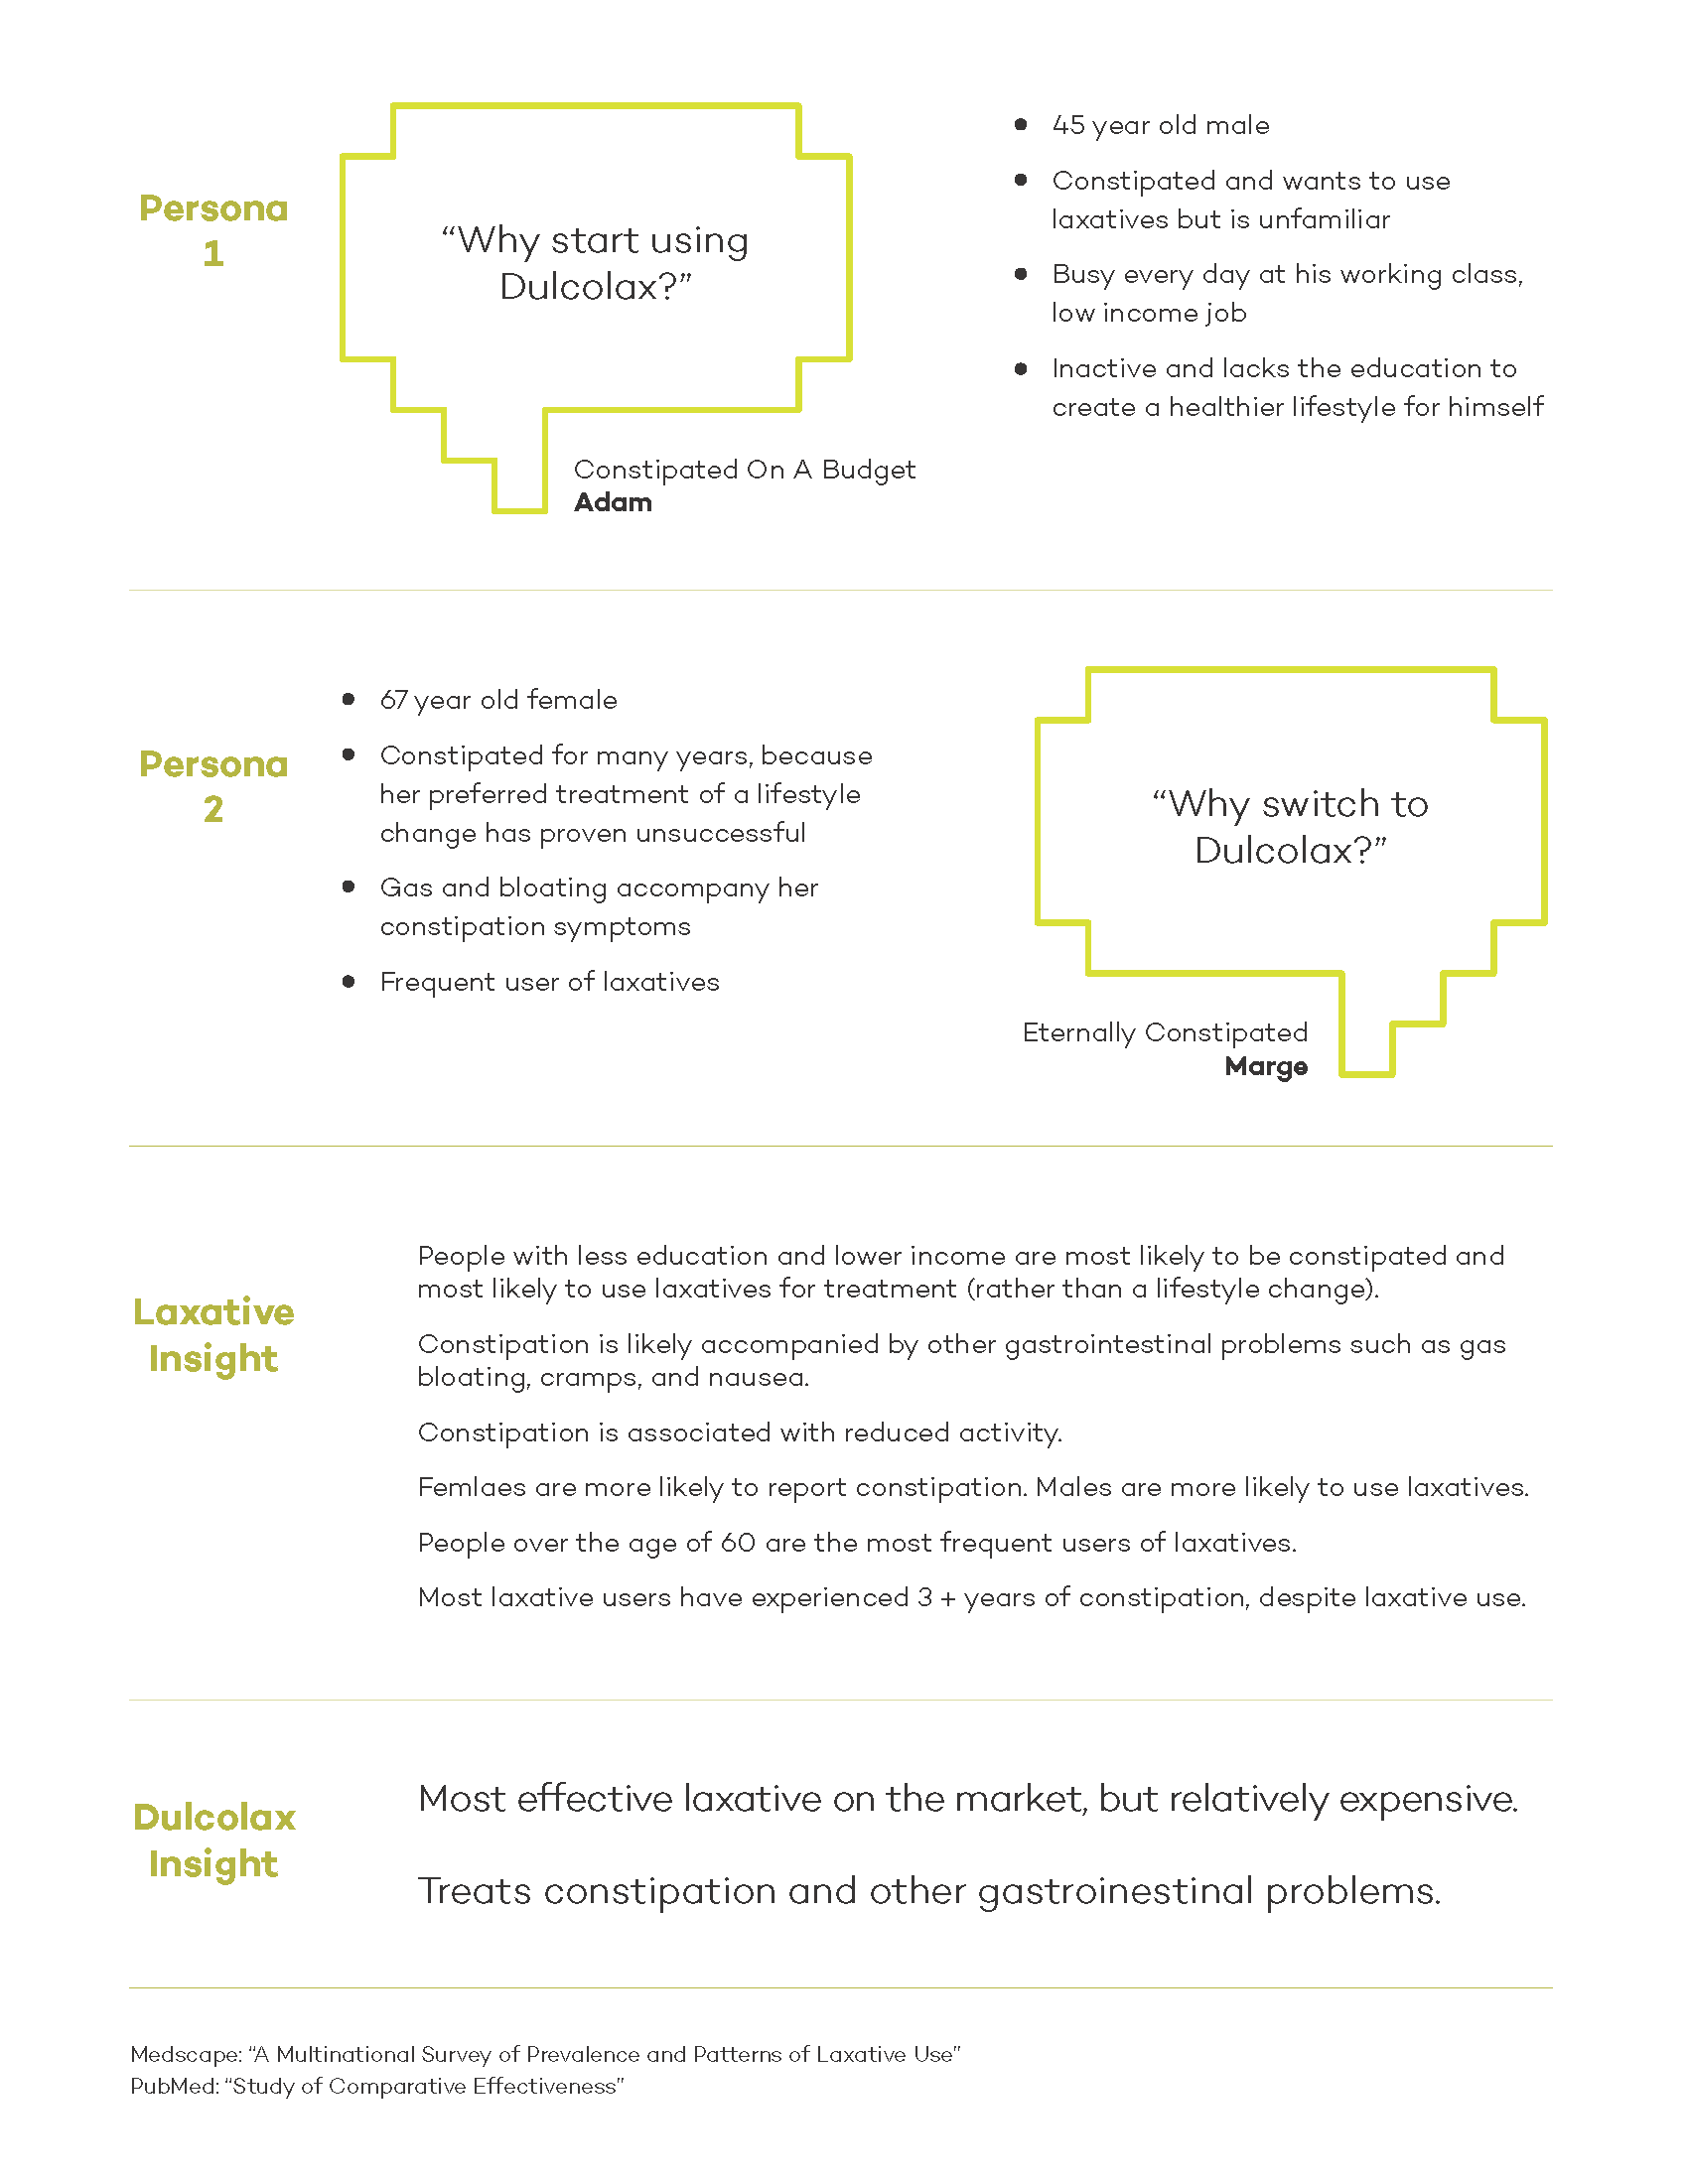 Persona
1
“Why start using
Dulcolax?”
Constipated On A Budget
Adam
• 45 year old male
• Constipated and wants to use
laxatives but is unfamiliar
• Busy every day at his working class,
low income job
• Inactive and lacks the education to
create a healthier lifestyle for himself
Persona
2
• 67 year old female
• Constipated for many years, because
her preferred treatment of a lifestyle
change has proven unsuccessful
• Gas and bloating accompany her
constipation symptoms
• Frequent user of laxatives
“Why switch to
Dulcolax?”
Eternally Constipated
Marge
Laxative
Insight
People with less education and lower income are most likely to be constipated and
most likely to use laxatives for treatment (rather than a lifestyle change).
Constipation is likely accompanied by other gastrointestinal problems such as gas
bloating, cramps, and nausea.
Constipation is associated with reduced activity.
Femlaes are more likely to report constipation. Males are more likely to use laxatives.
People over the age of 60 are the most frequent users of laxatives.
Most laxative users have experienced 3 + years of constipation, despite laxative use.
Dulcolax
Insight
Most effective laxative on the market, but relatively expensive.
Treats constipation and other gastroinestinal problems.
Medscape: “A Multinational Survey of Prevalence and Patterns of Laxative Use”
PubMed: “Study of Comparative Effectiveness”